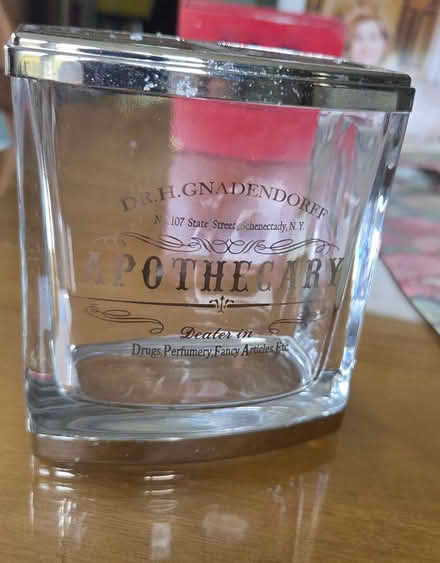 DR.H.GNADENDORFF
No.107 State Street, Schenectady, N.Y.
APOTHECARY
Dealer in
Drugs, Perfumery, Fancy Articles, Etc